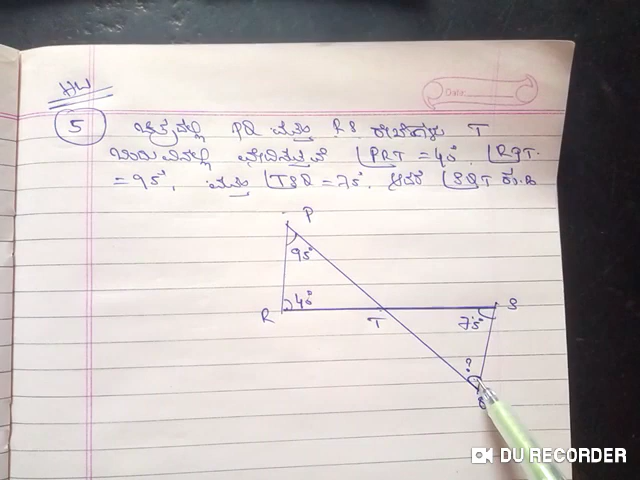 HW
Date:
5 ಚಿತ್ರದಲ್ಲಿ PQ ಮತ್ತು RS ರೇಖೆಗಳು T
ಬಿಂದುವಿನಲ್ಲಿ ಛೇದಿಸುತ್ತವೆ ∠PRT = 40° ∠RPT
= 95°, ಮತ್ತು ∠TSQ = 75°, ಆದರೆ ∠SQT ಕಂ.ಹಿ
P
95°
R 40° T 75° S
?
Q
DU RECORDER